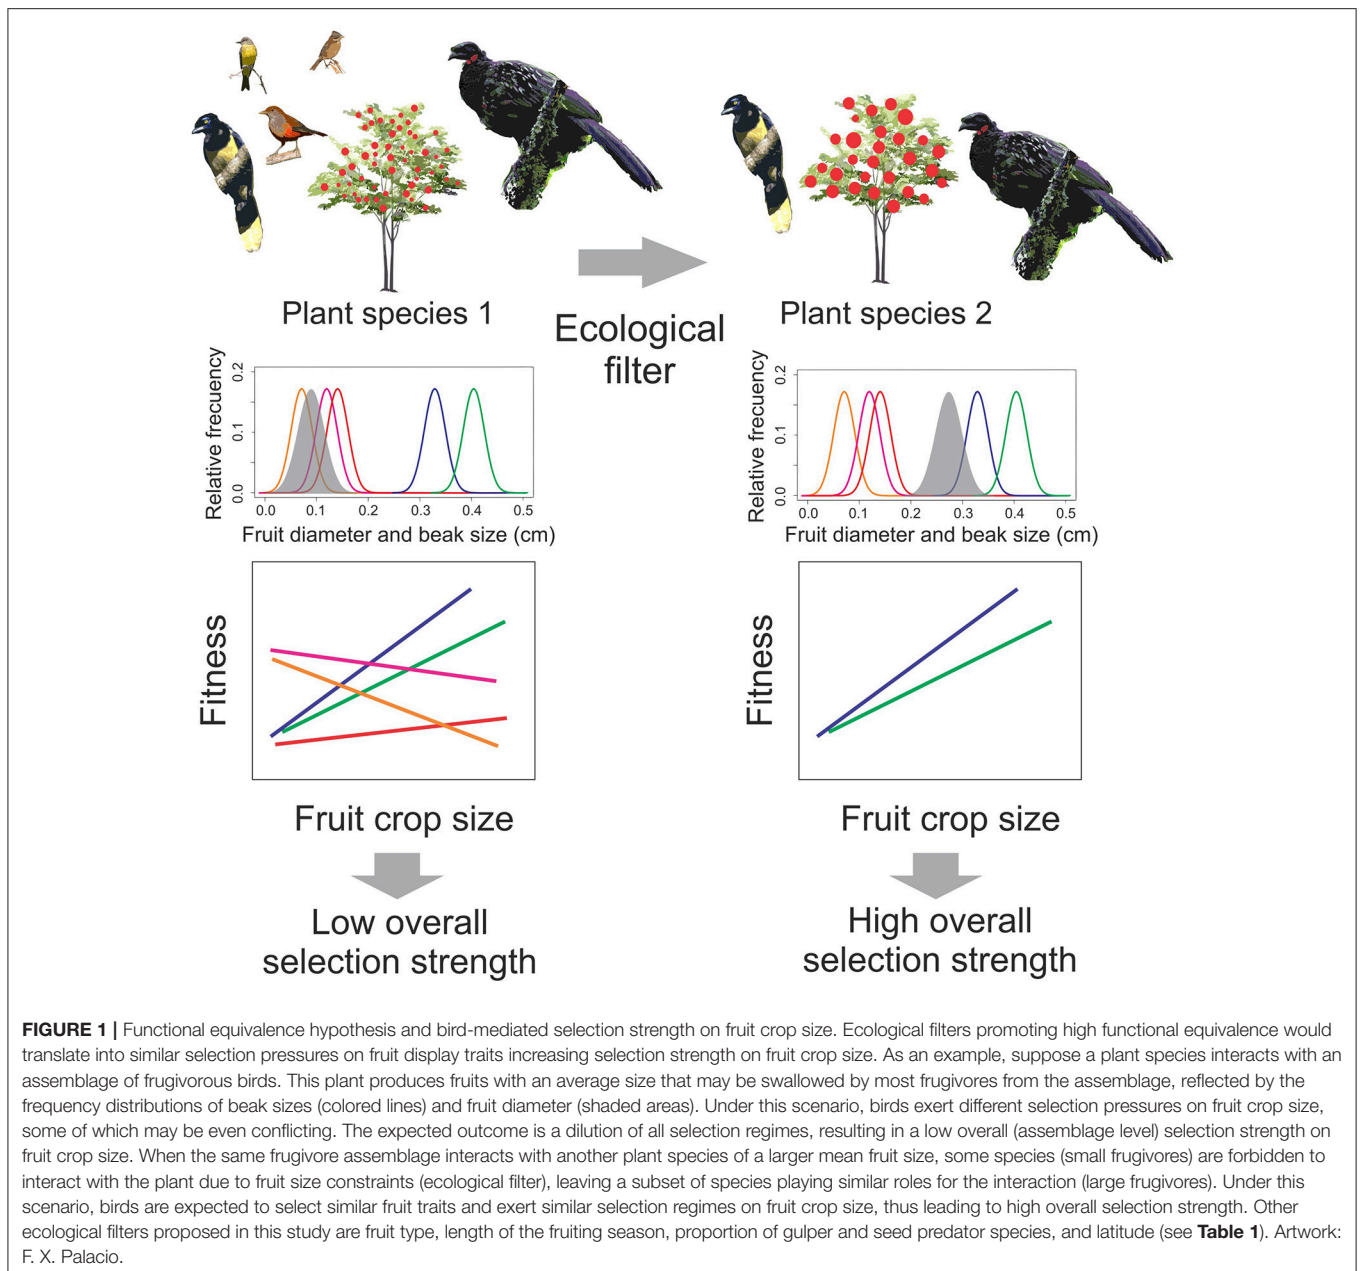 Plant species 1
Ecological
filter
Plant species 2
Relative frecuency
0.2
0.1
0.0
0.0 0.1 0.2 0.3 0.4 0.5
Fruit diameter and beak size (cm)
Relative frecuency
0.2
0.1
0.0
0.0 0.1 0.2 0.3 0.4 0.5
Fruit diameter and beak size (cm)
Fitness
Fruit crop size
Fitness
Fruit crop size
Low overall
selection strength
High overall
selection strength
FIGURE 1 | Functional equivalence hypothesis and bird-mediated selection strength on fruit crop size. Ecological filters promoting high functional equivalence would
translate into similar selection pressures on fruit display traits increasing selection strength on fruit crop size. As an example, suppose a plant species interacts with an
assemblage of frugivorous birds. This plant produces fruits with an average size that may be swallowed by most frugivores from the assemblage, reflected by the
frequency distributions of beak sizes (colored lines) and fruit diameter (shaded areas). Under this scenario, birds exert different selection pressures on fruit crop size,
some of which may be even conflicting. The expected outcome is a dilution of all selection regimes, resulting in a low overall (assemblage level) selection strength on
fruit crop size. When the same frugivore assemblage interacts with another plant species of a larger mean fruit size, some species (small frugivores) are forbidden to
interact with the plant due to fruit size constraints (ecological filter), leaving a subset of species playing similar roles for the interaction (large frugivores). Under this
scenario, birds are expected to select similar fruit traits and exert similar selection regimes on fruit crop size, thus leading to high overall selection strength. Other
ecological filters proposed in this study are fruit type, length of the fruiting season, proportion of gulper and seed predator species, and latitude (see Table 1). Artwork:
F. X. Palacio.